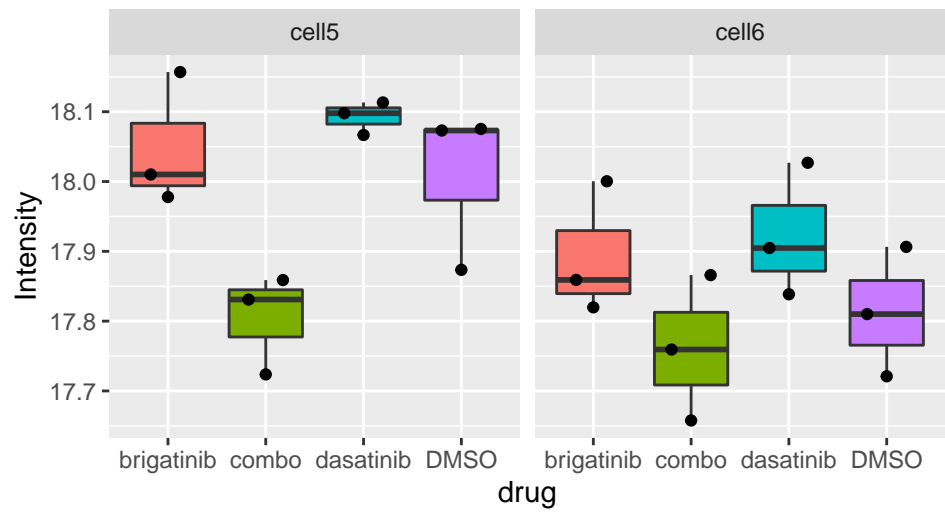 cell5 cell6
Intensity
18.1
18.0
17.9
17.8
17.7
brigatinib combo dasatinib DMSO brigatinib combo dasatinib DMSO
drug